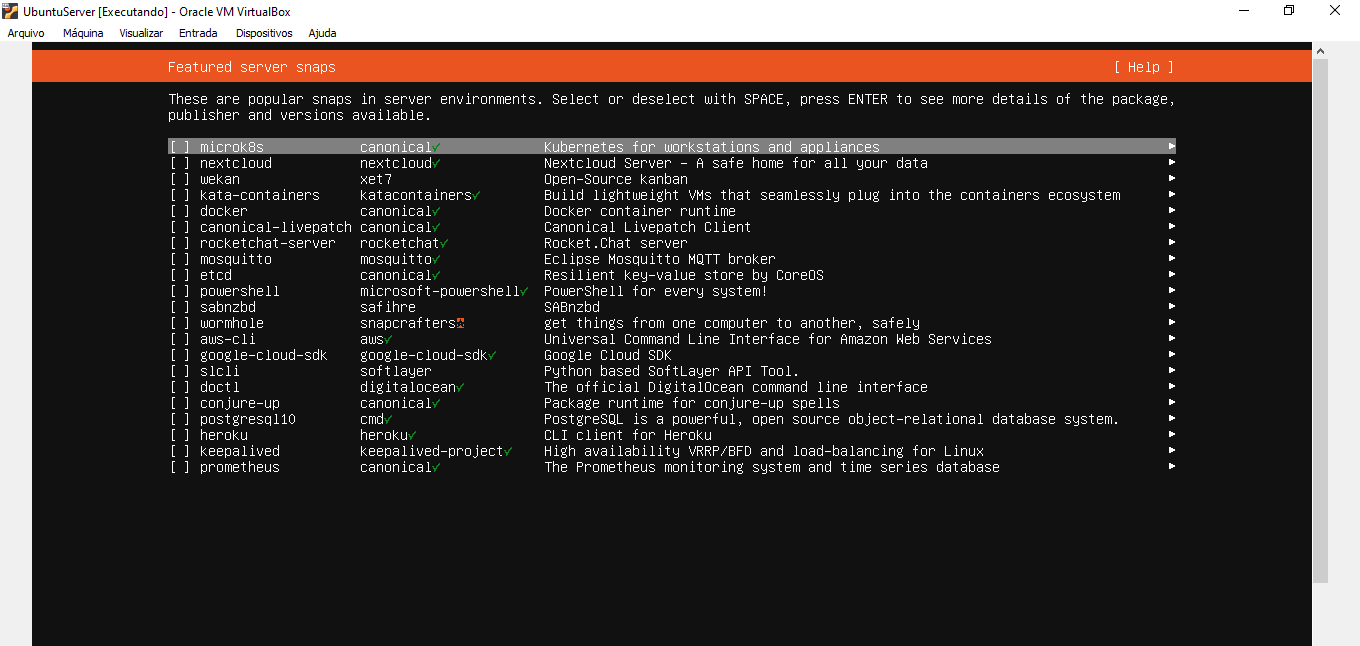 UbuntuServer [Executando] - Oracle VM VirtualBox
Arquivo Máquina Visualizar Entrada Dispositivos Ajuda
Featured server snaps [ Help ]
These are popular snaps in server environments. Select or deselect with SPACE, press ENTER to see more details of the package,
publisher and versions available.
[ ] microk8s canonical✓ Kubernetes for workstations and appliances ▸
[ ] nextcloud nextcloud✓ Nextcloud Server - A safe home for all your data ▸
[ ] wekan xet7 Open-Source kanban ▸
[ ] kata-containers katacontainers✓ Build lightweight VMs that seamlessly plug into the containers ecosystem ▸
[ ] docker canonical✓ Docker container runtime ▸
[ ] canonical-livepatch canonical✓ Canonical Livepatch Client ▸
[ ] rocketchat-server rocketchat✓ Rocket.Chat server ▸
[ ] mosquitto mosquitto✓ Eclipse Mosquitto MQTT broker ▸
[ ] etcd canonical✓ Resilient key-value store by CoreOS ▸
[ ] powershell microsoft-powershell✓ PowerShell for every system! ▸
[ ] sabnzbd safihre SABnzbd ▸
[ ] wormhole snapcrafters get things from one computer to another, safely ▸
[ ] aws-cli aws✓ Universal Command Line Interface for Amazon Web Services ▸
[ ] google-cloud-sdk google-cloud-sdk✓ Google Cloud SDK ▸
[ ] slcli softlayer Python based SoftLayer API Tool. ▸
[ ] doctl digitalocean✓ The official DigitalOcean command line interface ▸
[ ] conjure-up canonical✓ Package runtime for conjure-up spells ▸
[ ] postgresql10 cmd✓ PostgreSQL is a powerful, open source object-relational database system. ▸
[ ] heroku heroku✓ CLI client for Heroku ▸
[ ] keepalived keepalived-project✓ High availability VRRP/BFD and load-balancing for Linux ▸
[ ] prometheus canonical✓ The Prometheus monitoring system and time series database ▸